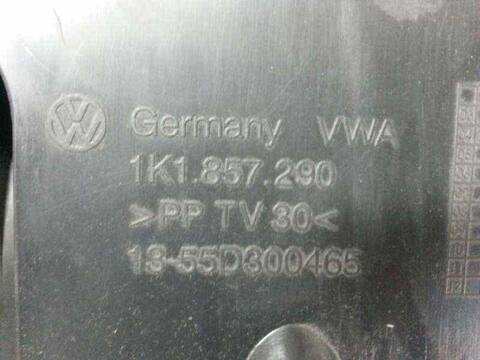 Germany VWA
1K1.857.290
>PP TV 30<
13-55D300465